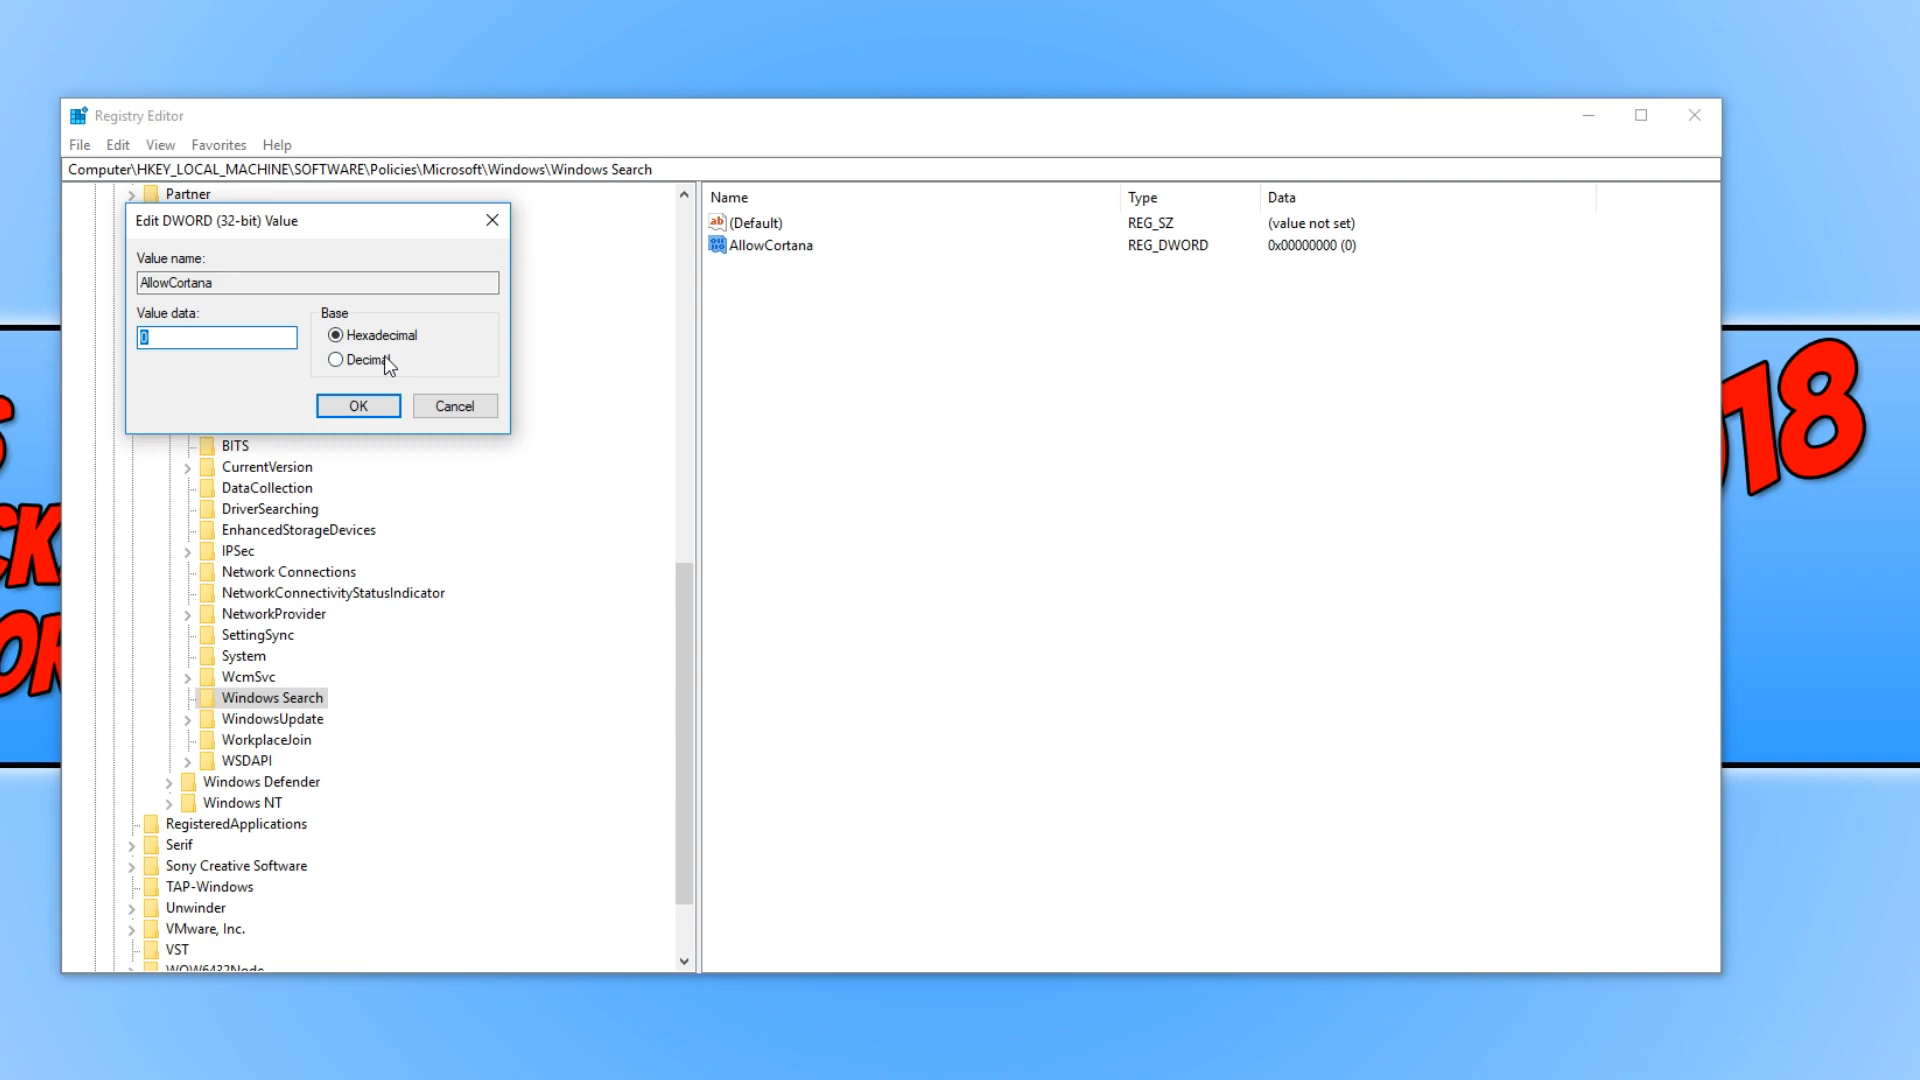 Registry Editor
File Edit View Favorites Help
Computer\HKEY_LOCAL_MACHINE\SOFTWARE\Policies\Microsoft\Windows\Windows Search
Partner
Edit DWORD (32-bit) Value
Value name:
AllowCortana
Value data:
0
Base
Hexadecimal
Decimal
OK Cancel
BITS
CurrentVersion
DataCollection
DriverSearching
EnhancedStorageDevices
IPSec
Network Connections
NetworkConnectivityStatusIndicator
NetworkProvider
SettingSync
System
WcmSvc
Windows Search
WindowsUpdate
WorkplaceJoin
WSDAPI
Windows Defender
Windows NT
RegisteredApplications
Serif
Sony Creative Software
TAP-Windows
Unwinder
VMware, Inc.
VST
WOW6432Node
Name Type Data
(Default) REG_SZ (value not set)
AllowCortana REG_DWORD 0x00000000 (0)
18